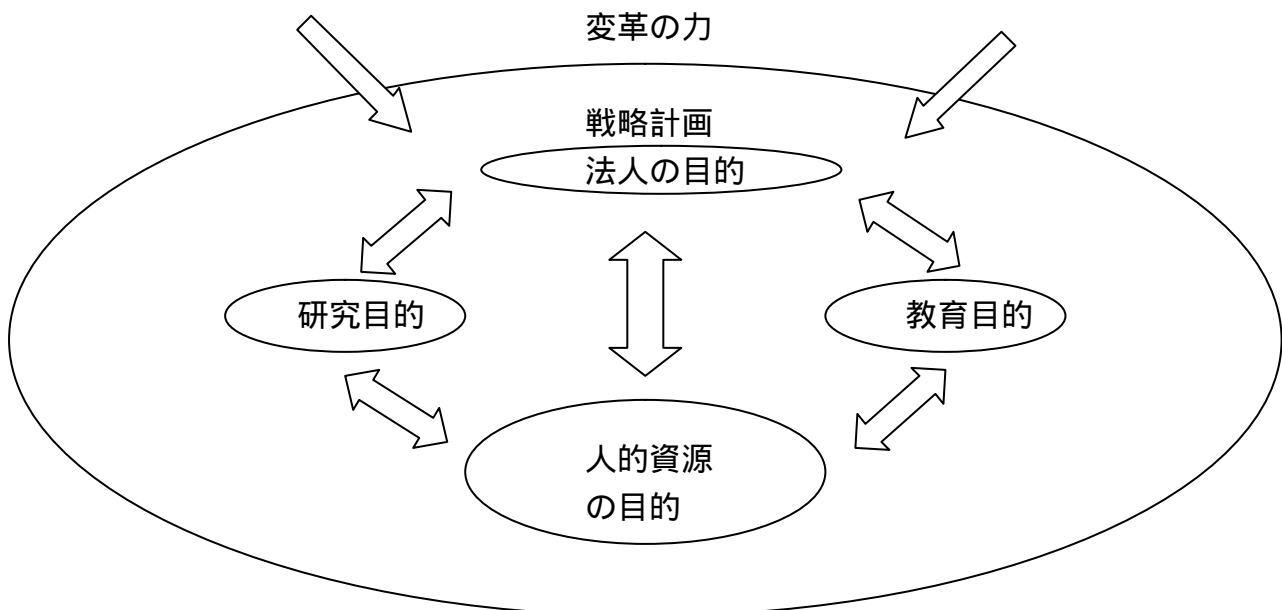 変革の力
戦略計画
法人の目的
研究目的
教育目的
人的資源
の目的